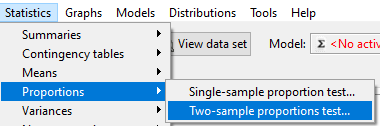 Statistics Graphs Models Distributions Tools Help
Summaries
Contingency tables
Means
Proportions
Variances
View data set
Model: Σ <No activ
Single-sample proportion test...
Two-sample proportions test...